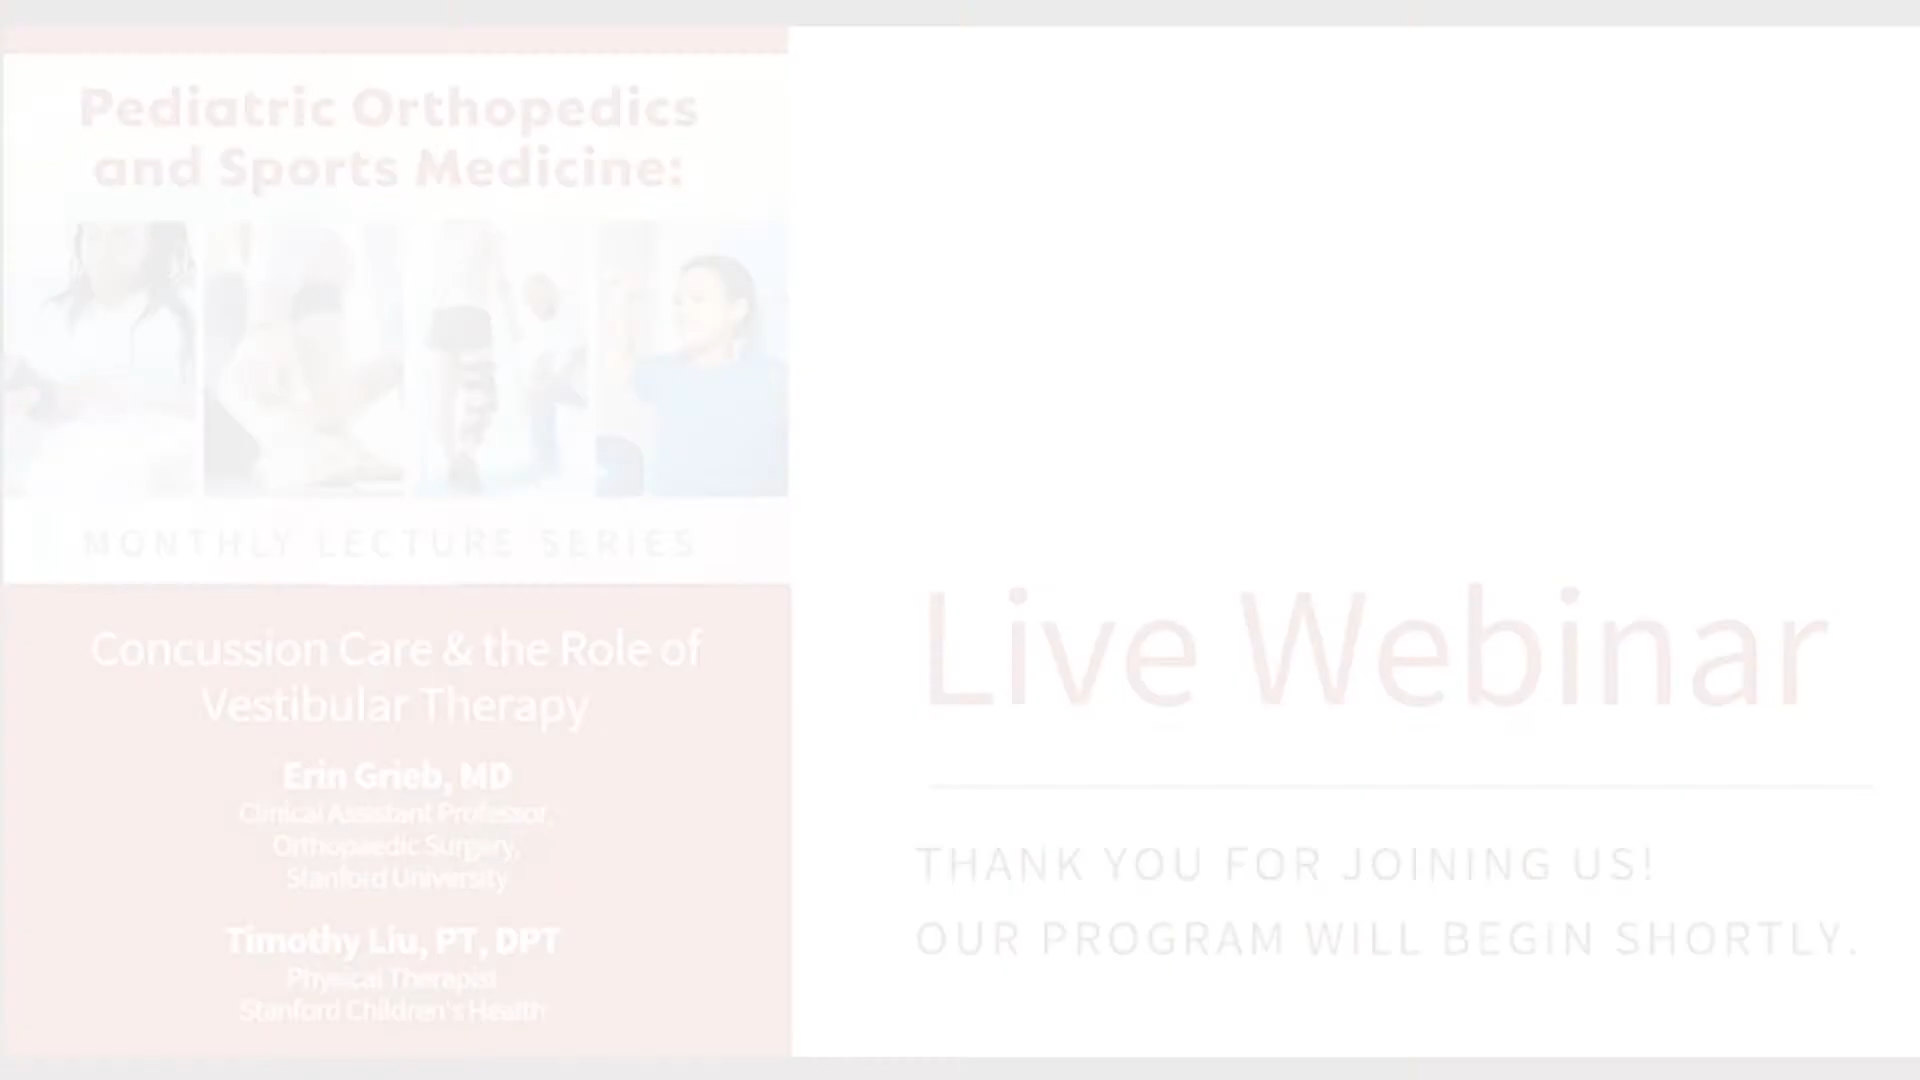 Pediatric Orthopedics
and Sports Medicine:
MONTHLY LECTURE SERIES
Concussion Care & the Role of
Vestibular Therapy
Erin Grieb, MD
Clinical Assistant Professor,
Orthopaedic Surgery,
Stanford University
Timothy Liu, PT, DPT
Physical Therapist
Stanford Children's Health
Live Webinar
THANK YOU FOR JOINING US!
OUR PROGRAM WILL BEGIN SHORTLY.